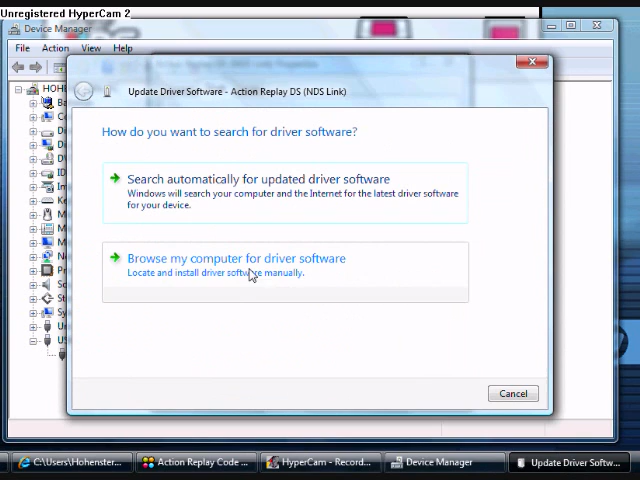 Unregistered HyperCam 2
Device Manager
File Action View Help
Update Driver Software - Action Replay DS (NDS Link)
How do you want to search for driver software?
Search automatically for updated driver software
Windows will search your computer and the Internet for the latest driver software
for your device.
Browse my computer for driver software
Locate and install driver software manually.
Cancel
C:\Users\Hohenster... Action Replay Code ... HyperCam - Record... Device Manager Update Driver Softw...